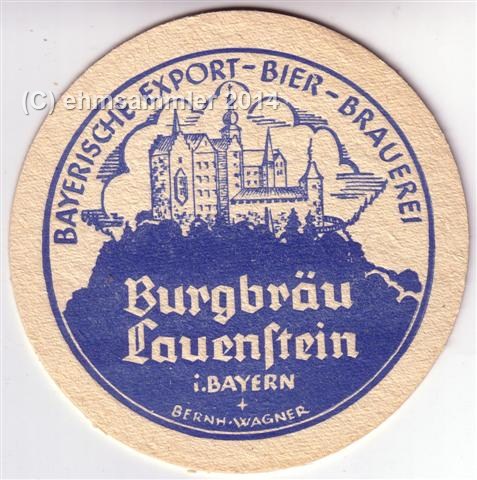 (C) ehmsammler 2014
BAYERISCHE-EXPORT-BIER-BRAUEREI
Burgbräu
Lauenſtein
i. BAYERN
BERNH. WAGNER